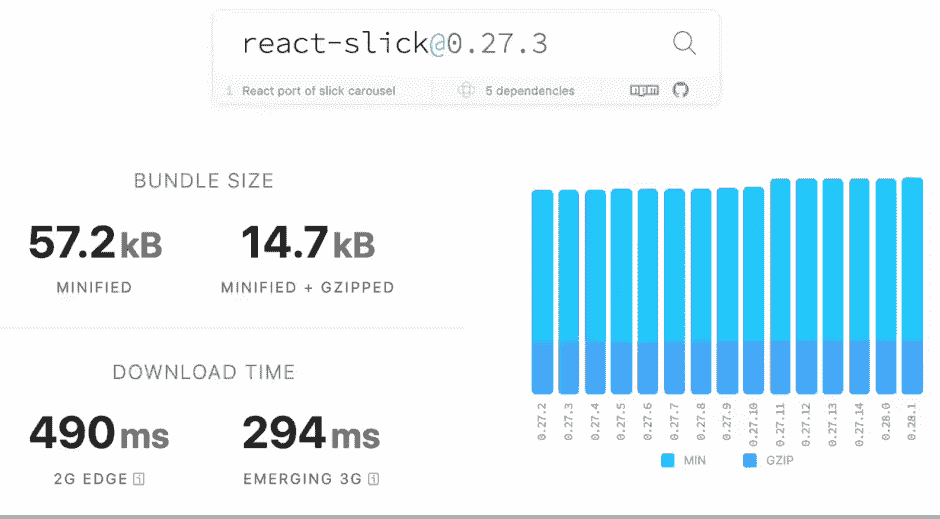 react-slick@0.27.3
React port of slick carousel
5 dependencies
npm
BUNDLE SIZE
57.2 kB
14.7 kB
MINIFIED
MINIFIED + GZIPPED
DOWNLOAD TIME
490 ms
294 ms
2G EDGE
EMERGING 3G
0.27.2
0.27.3
0.27.4
0.27.5
0.27.6
0.27.7
0.27.8
0.27.9
0.27.10
0.27.11
0.27.12
0.27.13
0.27.14
0.28.0
0.28.1
MIN
GZIP